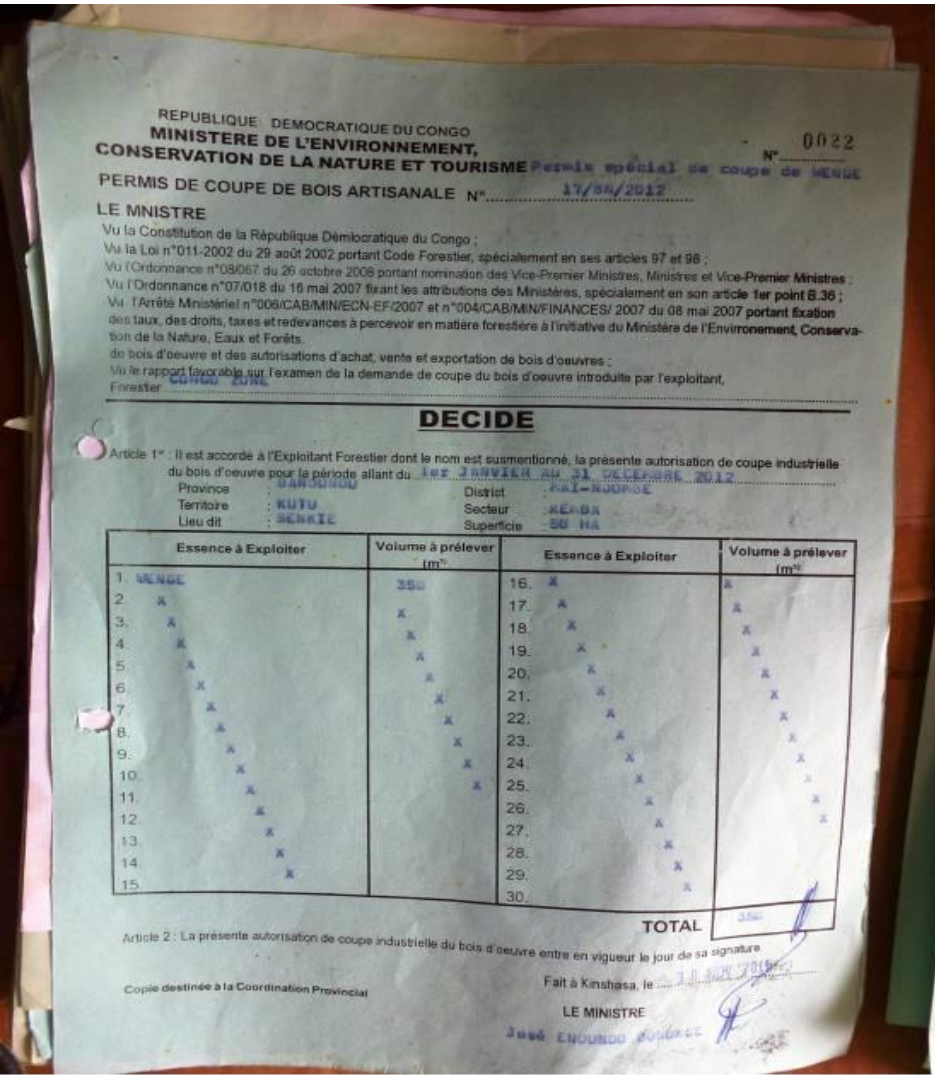 REPUBLIQUE DEMOCRATIQUE DU CONGO
MINISTERE DE L'ENVIRONNEMENT,
CONSERVATION DE LA NATURE ET TOURISME
N° 0022
Permis spécial de coupe de WENGE
PERMIS DE COUPE DE BOIS ARTISANALE N° 17/SN/2012
LE MNISTRE
Vu la Constitution de la République Démiocratique du Congo ;
Vu la Loi n°011-2002 du 29 août 2002 portant Code Forestier, spécialement en ses articles 97 et 98 ;
Vu l'Ordonnance n°08/067 du 26 octobre 2008 portant nomination des Vice-Premier Ministres, Ministres et Vice-Premier Ministres ;
Vu l'Ordonnance n°07/018 du 16 mai 2007 fixant les attributions des Ministères, spécialement en son article 1er point B.36 ;
Vu l'Arrêté Ministériel n°006/CAB/MIN/ECN-EF/2007 et n°004/CAB/MIN/FINANCES/ 2007 du 08 mai 2007 portant fixation
des taux, des droits, taxes et redevances à percevoir en matière forestière à l'initiative du Ministère de l'Envirronement, Conserva-
tion de la Nature, Eaux et Forêts.
de bois d'oeuvre et des autorisations d'achat, vente et exportation de bois d'oeuvres ;
Vu le rapport favorable sur l'examen de la demande de coupe du bois d'oeuvre introduite par l'exploitant,
Forestier CONGO ZONE
DECIDE
Article 1er : Il est accordé à l'Exploitant Forestier dont le nom est susmentionné, la présente autorisation de coupe industrielle
du bois d'oeuvre pour la période allant du 1er JANVIER AU 31 DECEMBRE 2012
Province : BANDUNDU District : MAI-NDOMBE
Territoire : KUTU Secteur : KEMBA
Lieu dit : SENKIE Superficie : 50 HA
Essence à Exploiter Volume à prélever (m³) Essence à Exploiter Volume à prélever (m³)
1. WENGE 350 16. X X
2. X X 17. X X
3. X X 18. X X
4. X X 19. X X
5. X X 20. X X
6. X X 21. X X
7. X X 22. X X
8. X X 23. X X
9. X X 24. X X
10. X X 25. X X
11. X 26. X X
12. X 27. X X
13. X 28. X
14. X 29. X
15. X 30. X
TOTAL 350
Article 2 : La présente autorisation de coupe industrielle du bois d'oeuvre entre en vigueur le jour de sa signature
Copie destinée à la Coordination Provincial
Fait à Kinshasa, le
LE MINISTRE
José ENDUNDO